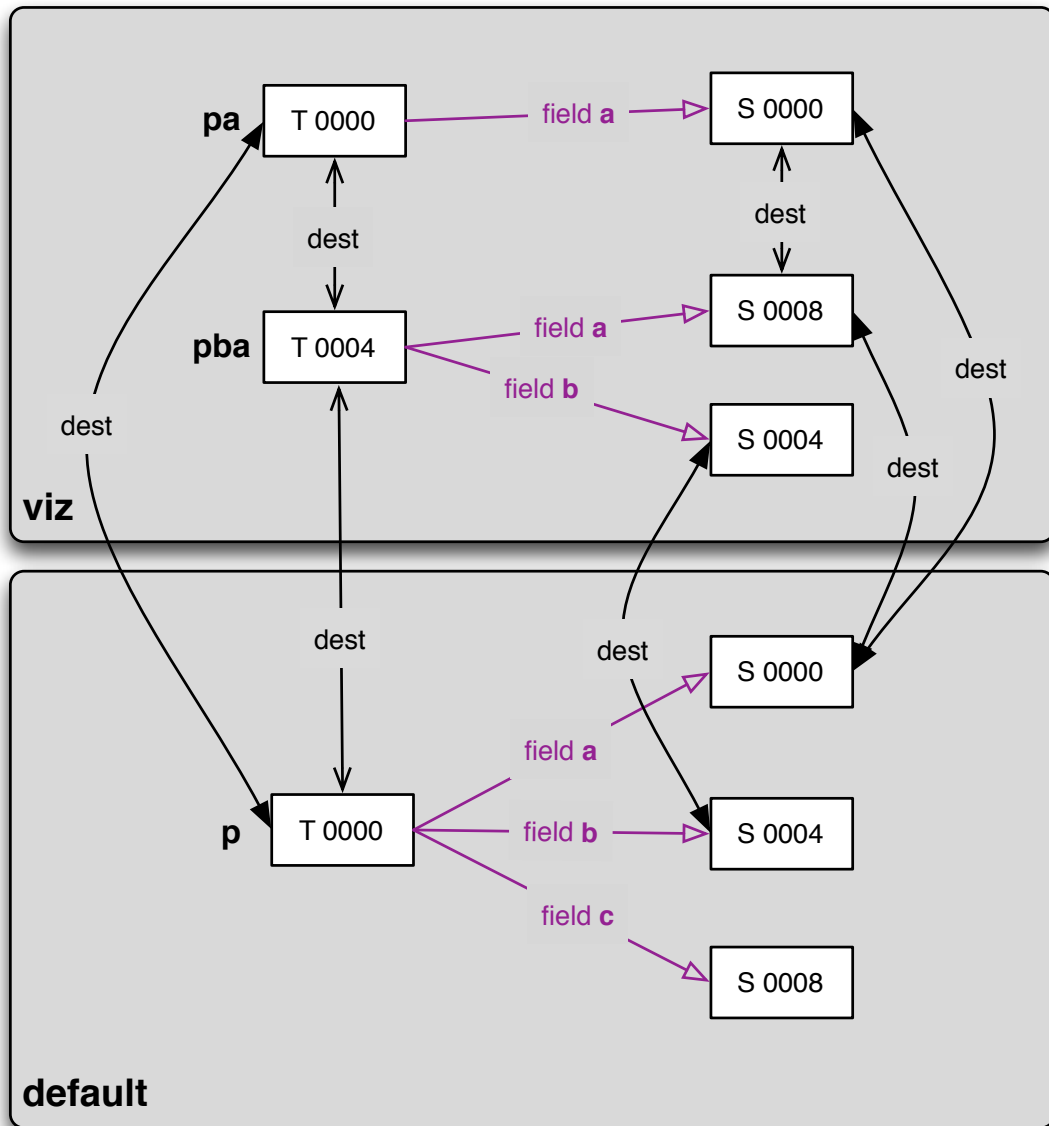 pa
T 0000
field a
S 0000
dest
dest
pba
T 0004
field a
S 0008
field b
dest
dest
S 0004
dest
viz
dest
dest
S 0000
field a
p
T 0000
field b
S 0004
field c
S 0008
default